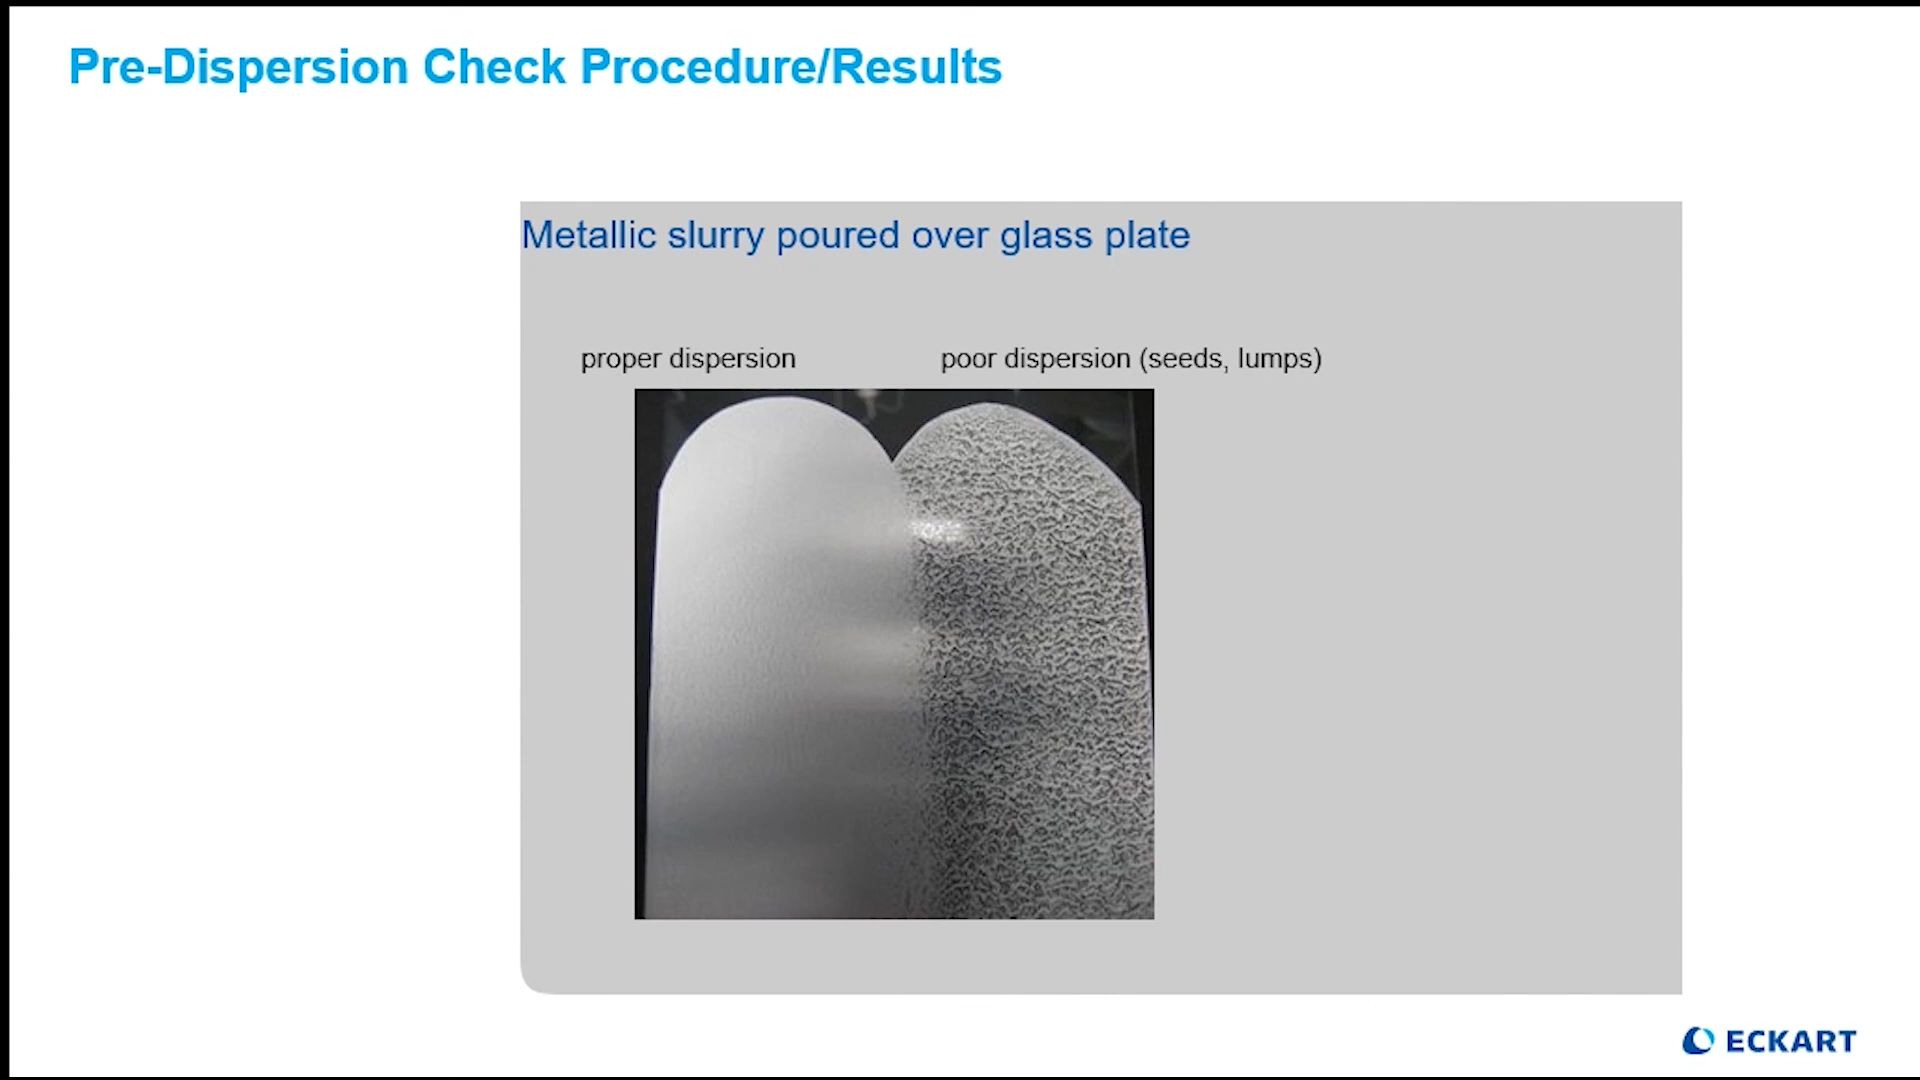 Pre-Dispersion Check Procedure/Results
Metallic slurry poured over glass plate
proper dispersion
poor dispersion (seeds, lumps)
ECKART